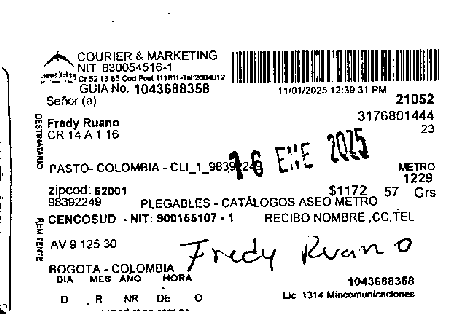 COURIER & MARKETING
NIT 830054516-1
GUIA No. 1043688358
11/01/2025 12:39:31 PM
Señor (a)
21052
DESTINATARIO
Fredy Ruano
3176801444
CR 14 A 1 16
23
16 ENE 2025
PASTO- COLOMBIA - CLI_1_98392249
METRO
1229
zipcod: 52001
$1172 57 Grs
98392249
PLEGABLES - CATÁLOGOS ASEO METRO
REMITENTE
CENCOSUD - NIT: 900155107 - 1
RECIBO NOMBRE ,CC,TEL
AV 9 125 30
Fredy Ruano
BOGOTA - COLOMBIA
DIA MES AÑO HORA
1043688358
D R NR DE O
Lic 1314 Mincomunicaciones